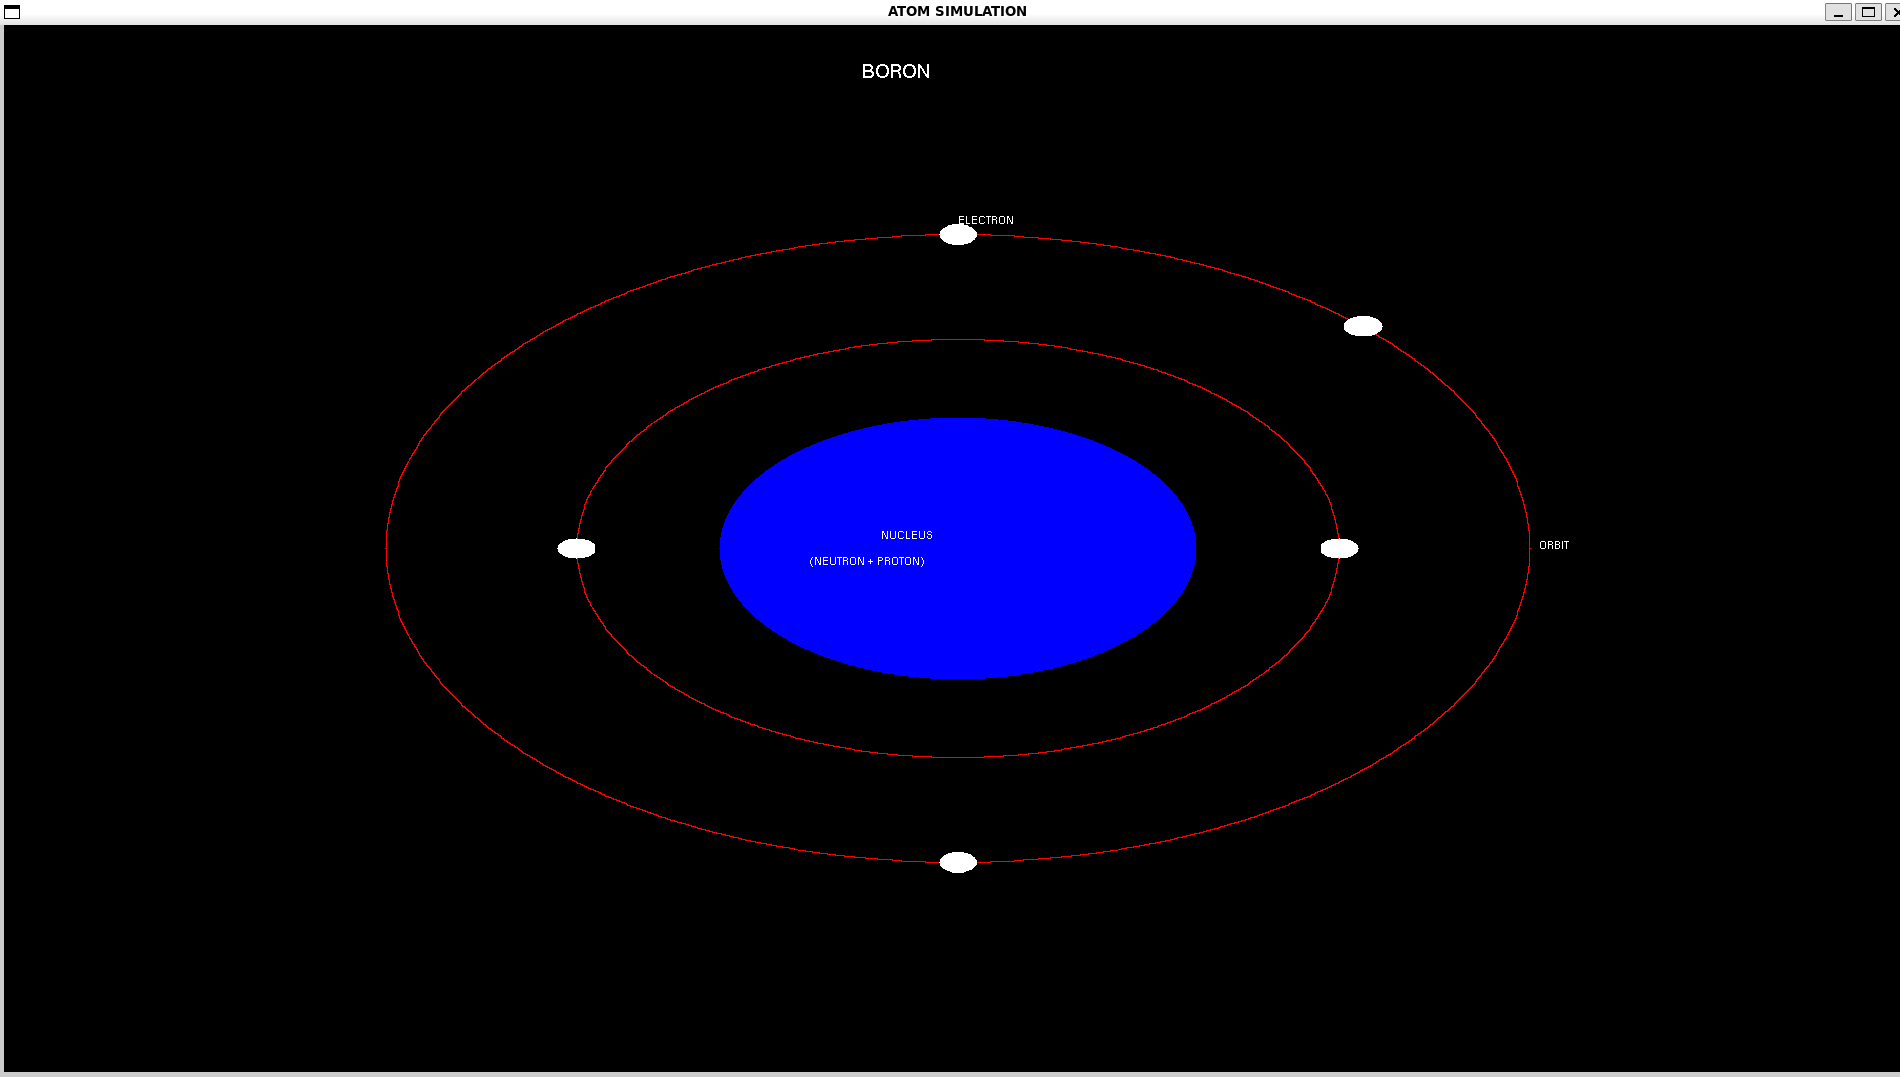 ATOM SIMULATION
BORON
ELECTRON
NUCLEUS
ORBIT
(NEUTRON + PROTON)